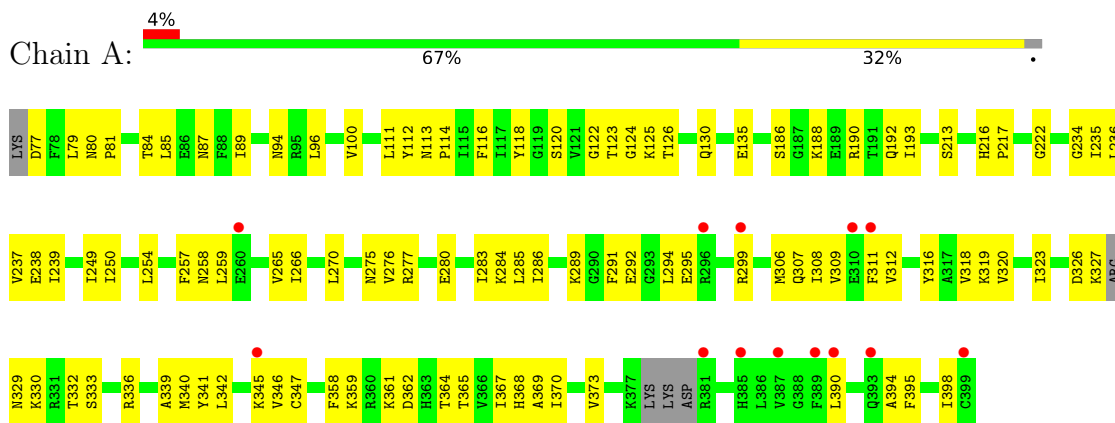 4%
Chain A:
67% 32% •
LYS D77 F78 L79 N80 P81 T84 L85 E86 N87 F88 I89 N94 R95 L96 V100 L111 Y112 N113 P114 I115 F116 I117 Y118 G119 S120 V121 G122 T123 G124 K125 T126 Q130 E135 S186 G187 K188 E189 R190 T191 Q192 I193 S213 H216 P217 G222 G234 I235 L236
V237 E238 I239 I249 I250 L254 F257 N258 L259 E260 V265 I266 L270 N275 V276 R277 E280 I283 K284 L285 I286 K289 G290 F291 E292 G293 L294 E295 R296 R299 M306 Q307 I308 V309 E310 F311 V312 Y316 A317 V318 K319 V320 I323 D326 K327 ARG
N329 K330 R331 T332 S333 R336 A339 M340 Y341 L342 K345 V346 C347 F358 K359 R360 K361 D362 H363 T364 T365 V366 I367 H368 A369 I370 V373 K377 LYS LYS ASP R381 H385 L386 V387 G388 F389 L390 Q393 A394 F395 I398 C399